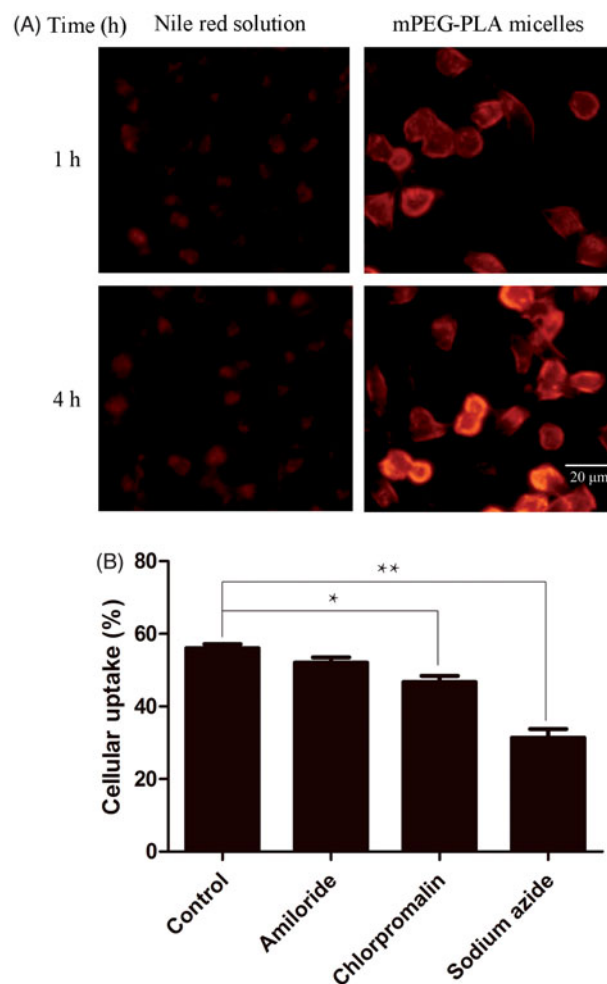 (A) Time (h) Nile red solution mPEG-PLA micelles
1 h
4 h
20 μm
(B)
**
*
Cellular uptake (%)
80
60
40
20
0
Control
Amiloride
Chlorpromalin
Sodium azide